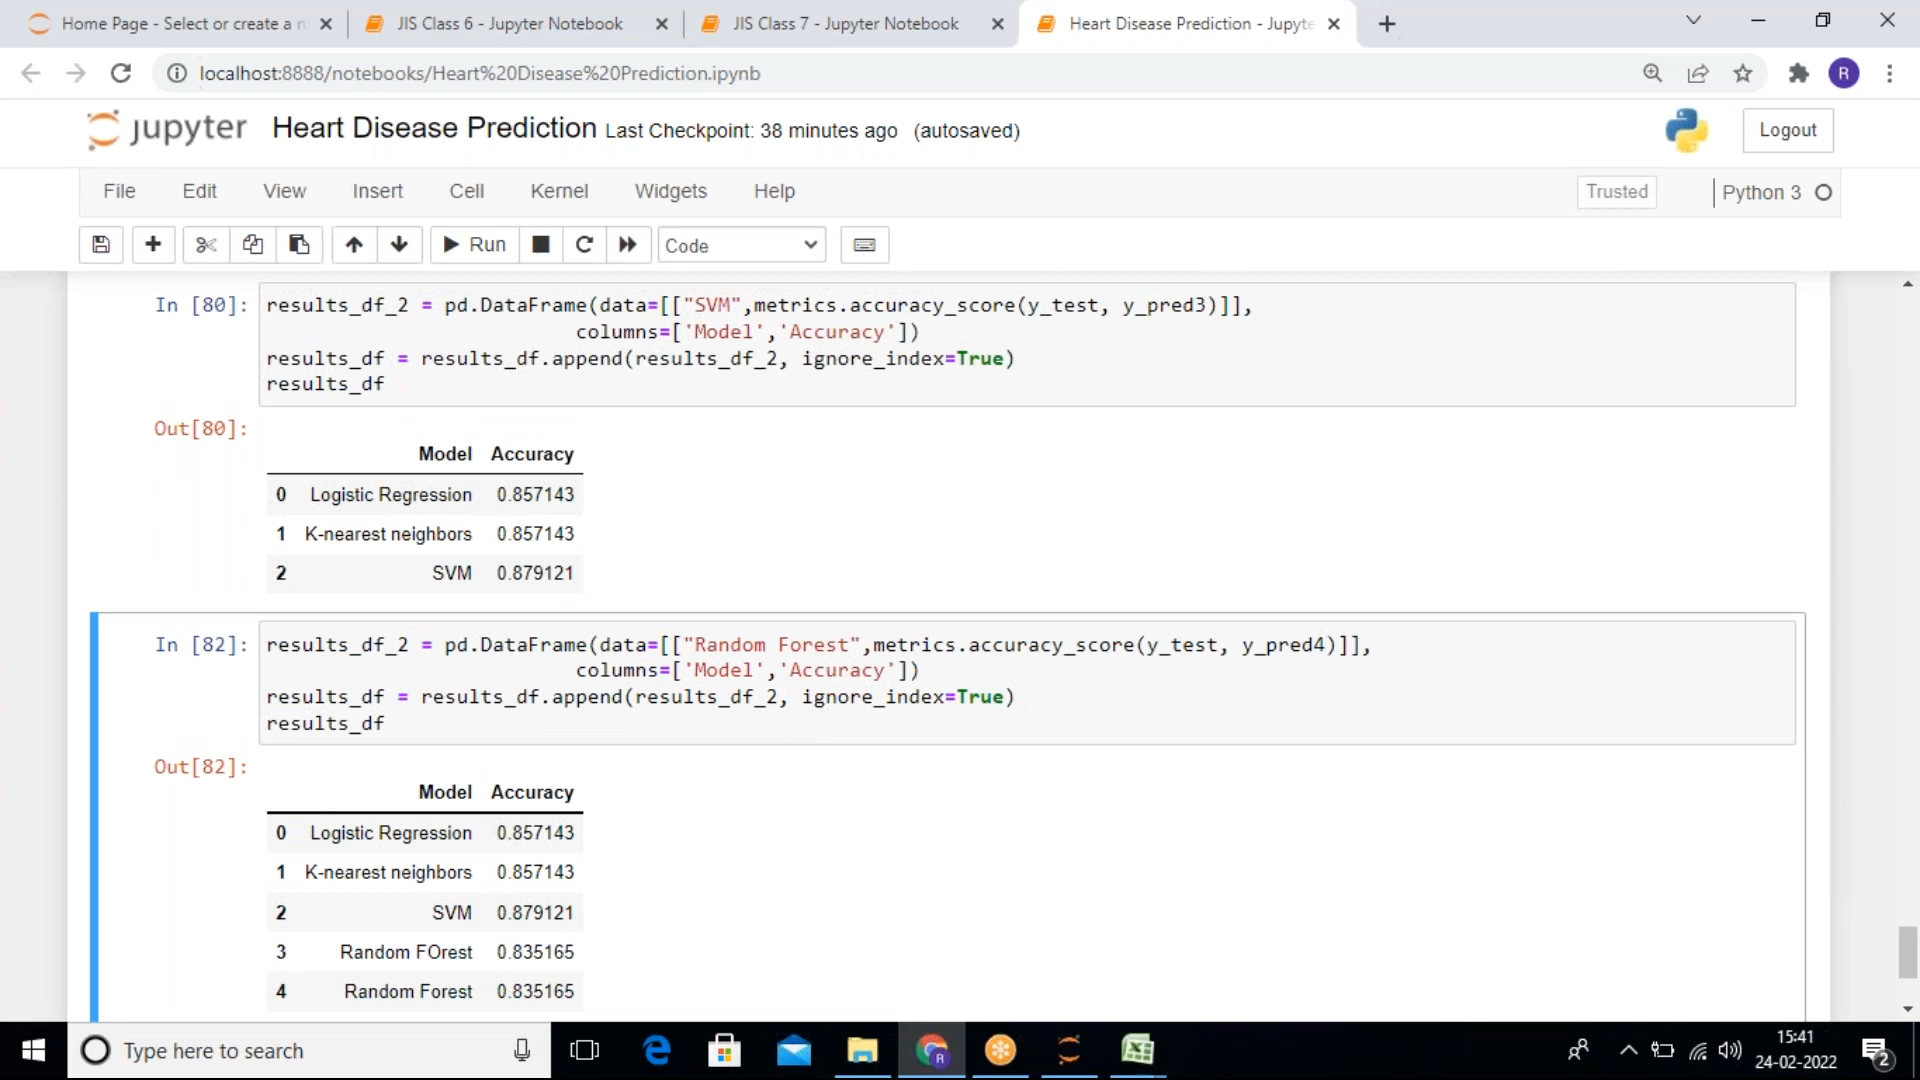 Home Page - Select or create a n
JIS Class 6 - Jupyter Notebook
JIS Class 7 - Jupyter Notebook
Heart Disease Prediction - Jupyte
localhost:8888/notebooks/Heart%20Disease%20Prediction.ipynb
R
jupyter Heart Disease Prediction Last Checkpoint: 38 minutes ago (autosaved)
Logout
File Edit View Insert Cell Kernel Widgets Help
Trusted
Python 3
Run
Code
In [80]: results_df_2 = pd.DataFrame(data=[["SVM",metrics.accuracy_score(y_test, y_pred3)]],
columns=['Model','Accuracy'])
results_df = results_df.append(results_df_2, ignore_index=True)
results_df
Out[80]:
Model Accuracy
0 Logistic Regression 0.857143
1 K-nearest neighbors 0.857143
2 SVM 0.879121
In [82]: results_df_2 = pd.DataFrame(data=[["Random Forest",metrics.accuracy_score(y_test, y_pred4)]],
columns=['Model','Accuracy'])
results_df = results_df.append(results_df_2, ignore_index=True)
results_df
Out[82]:
Model Accuracy
0 Logistic Regression 0.857143
1 K-nearest neighbors 0.857143
2 SVM 0.879121
3 Random FOrest 0.835165
4 Random Forest 0.835165
Type here to search
R
15:41
24-02-2022
2